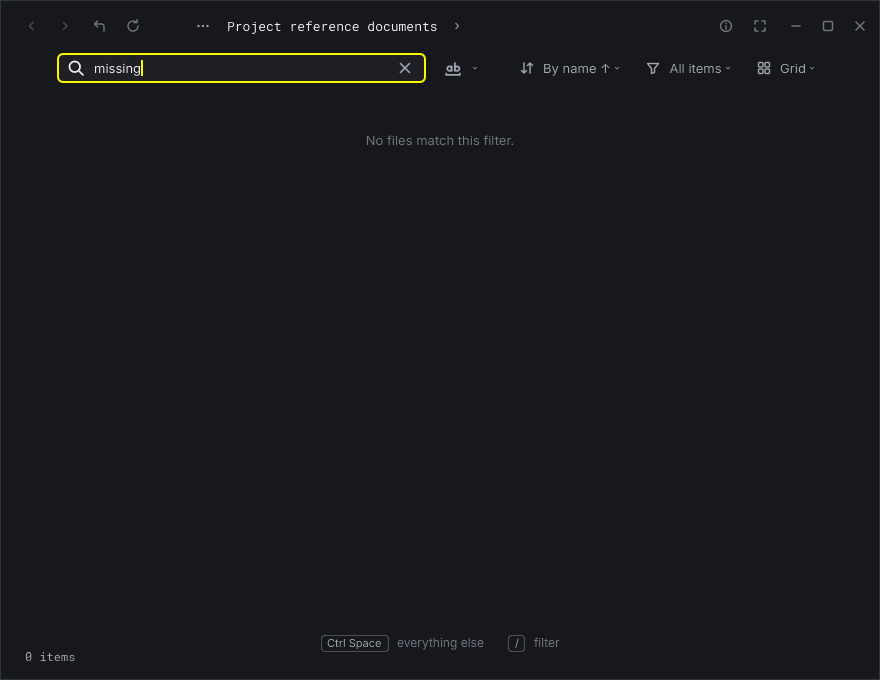 ··· Project reference documents ›
missing
ab
By name ↑
All items
Grid
No files match this filter.
Ctrl Space everything else / filter
0 items